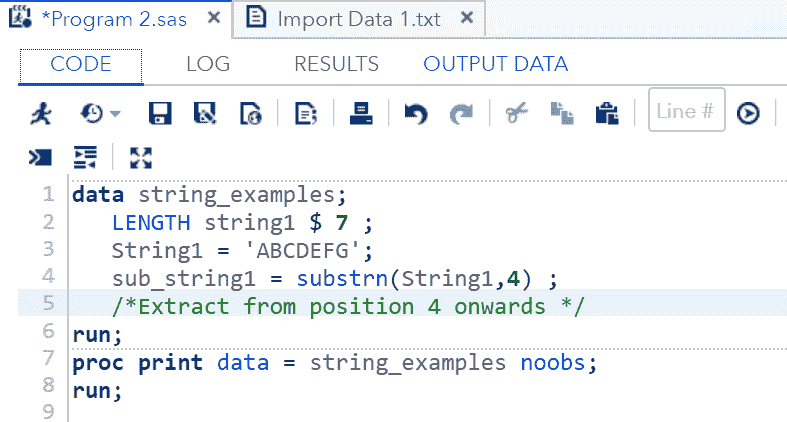 *Program 2.sas × Import Data 1.txt ×
CODE LOG RESULTS OUTPUT DATA
Line #
1 data string_examples;
2 LENGTH string1 $ 7 ;
3 String1 = 'ABCDEFG';
4 sub_string1 = substrn(String1,4) ;
5 /*Extract from position 4 onwards */
6 run;
7 proc print data = string_examples noobs;
8 run;
9